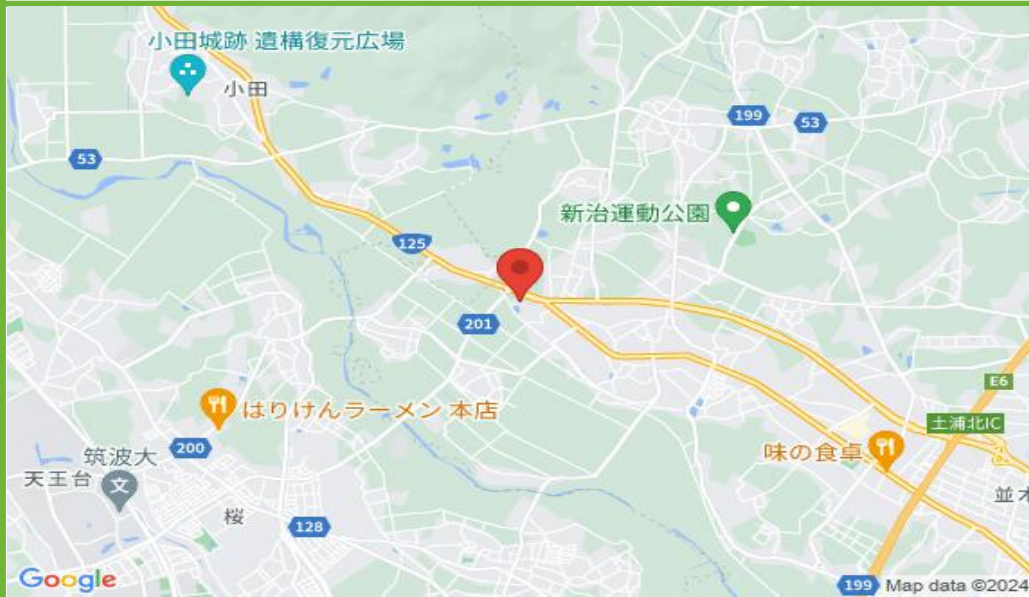 小田城跡 遺構復元広場
小田
199
53
53
新治運動公園
125
201
E6
土浦北IC
はりけんラーメン 本店
味の食卓
200
筑波大
天王台
文
並木
桜
128
Google
199
Map data ©2024